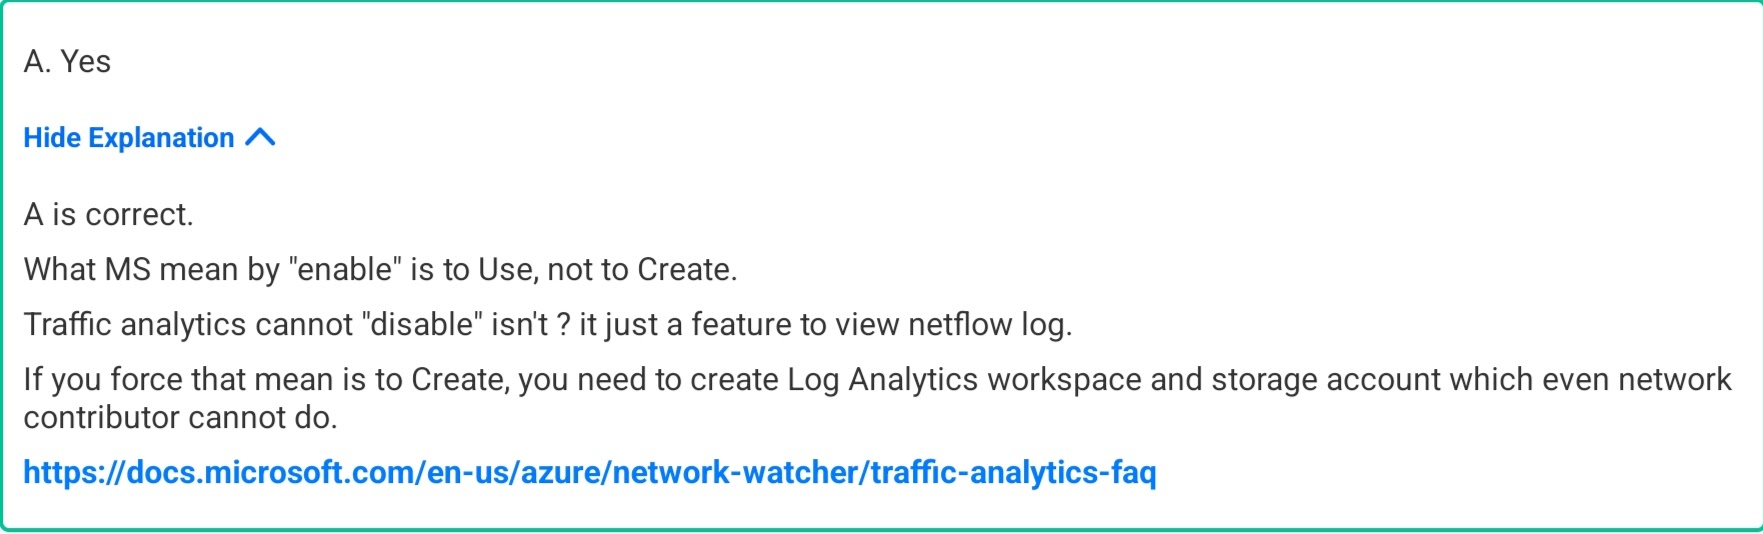 A. Yes
Hide Explanation
A is correct.
What MS mean by "enable" is to Use, not to Create.
Traffic analytics cannot "disable" isn't ? it just a feature to view netflow log.
If you force that mean is to Create, you need to create Log Analytics workspace and storage account which even network
contributor cannot do.
https://docs.microsoft.com/en-us/azure/network-watcher/traffic-analytics-faq